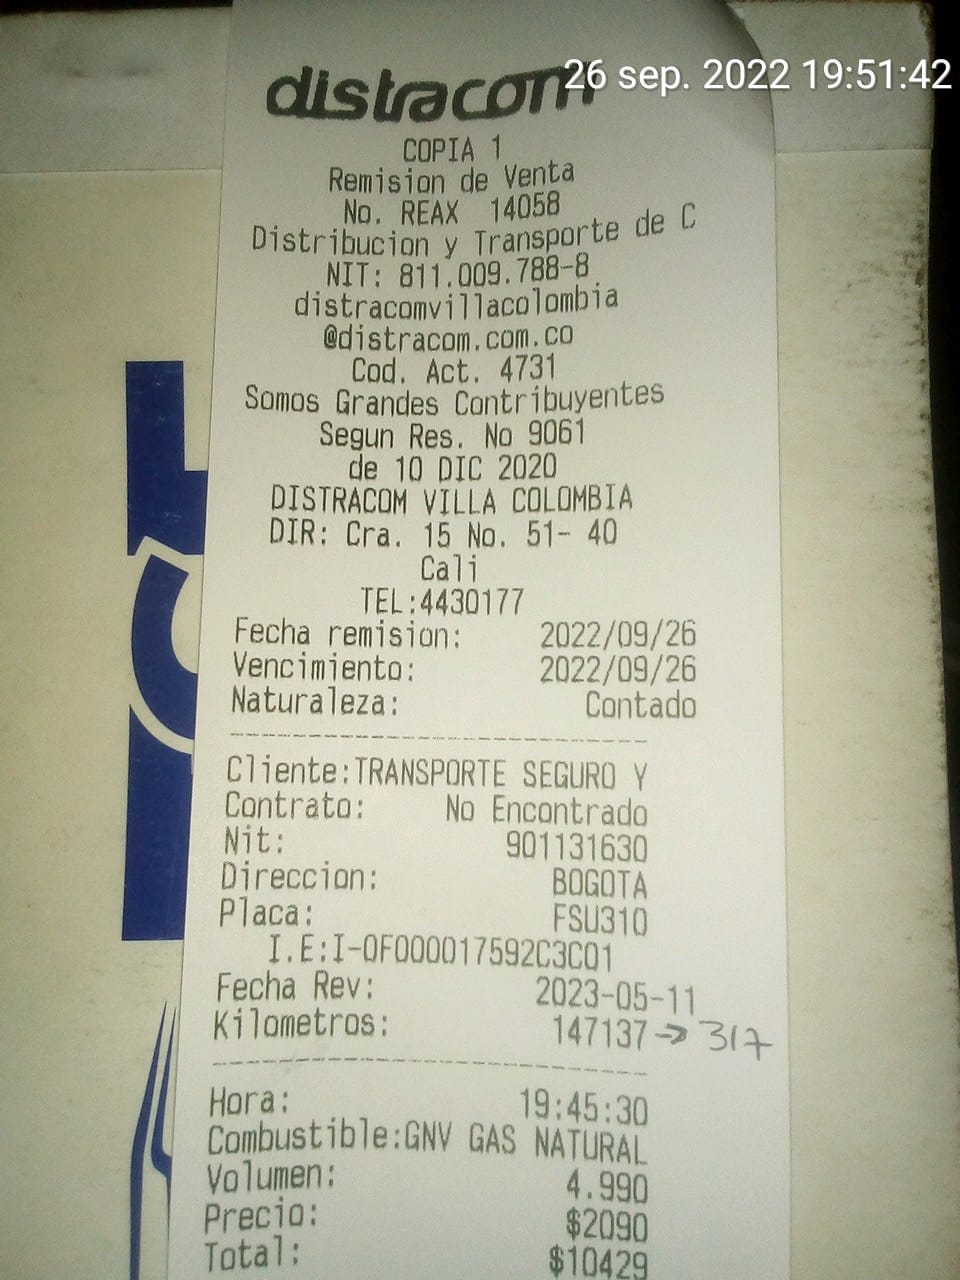 distracom
26 sep. 2022 19:51:42
COPIA 1
Remision de Venta
No. REAX 14058
Distribucion y Transporte de C
NIT: 811.009.788-8
distracomvillacolombia
@distracom.com.co
Cod. Act. 4731
Somos Grandes Contribuyentes
Segun Res. No 9061
de 10 DIC 2020
DISTRACOM VILLA COLOMBIA
DIR: Cra. 15 No. 51- 40
Cali
TEL:4430177
Fecha remision: 2022/09/26
Vencimiento: 2022/09/26
Naturaleza: Contado
Cliente:TRANSPORTE SEGURO Y
Contrato: No Encontrado
Nit: 901131630
Direccion: BOGOTA
Placa: FSU310
I.E:I-0F000017592C3C01
Fecha Rev: 2023-05-11
Kilometros: 147137 → 317
Hora: 19:45:30
Combustible:GNV GAS NATURAL
Volumen: 4.990
Precio: $2090
Total: $10429